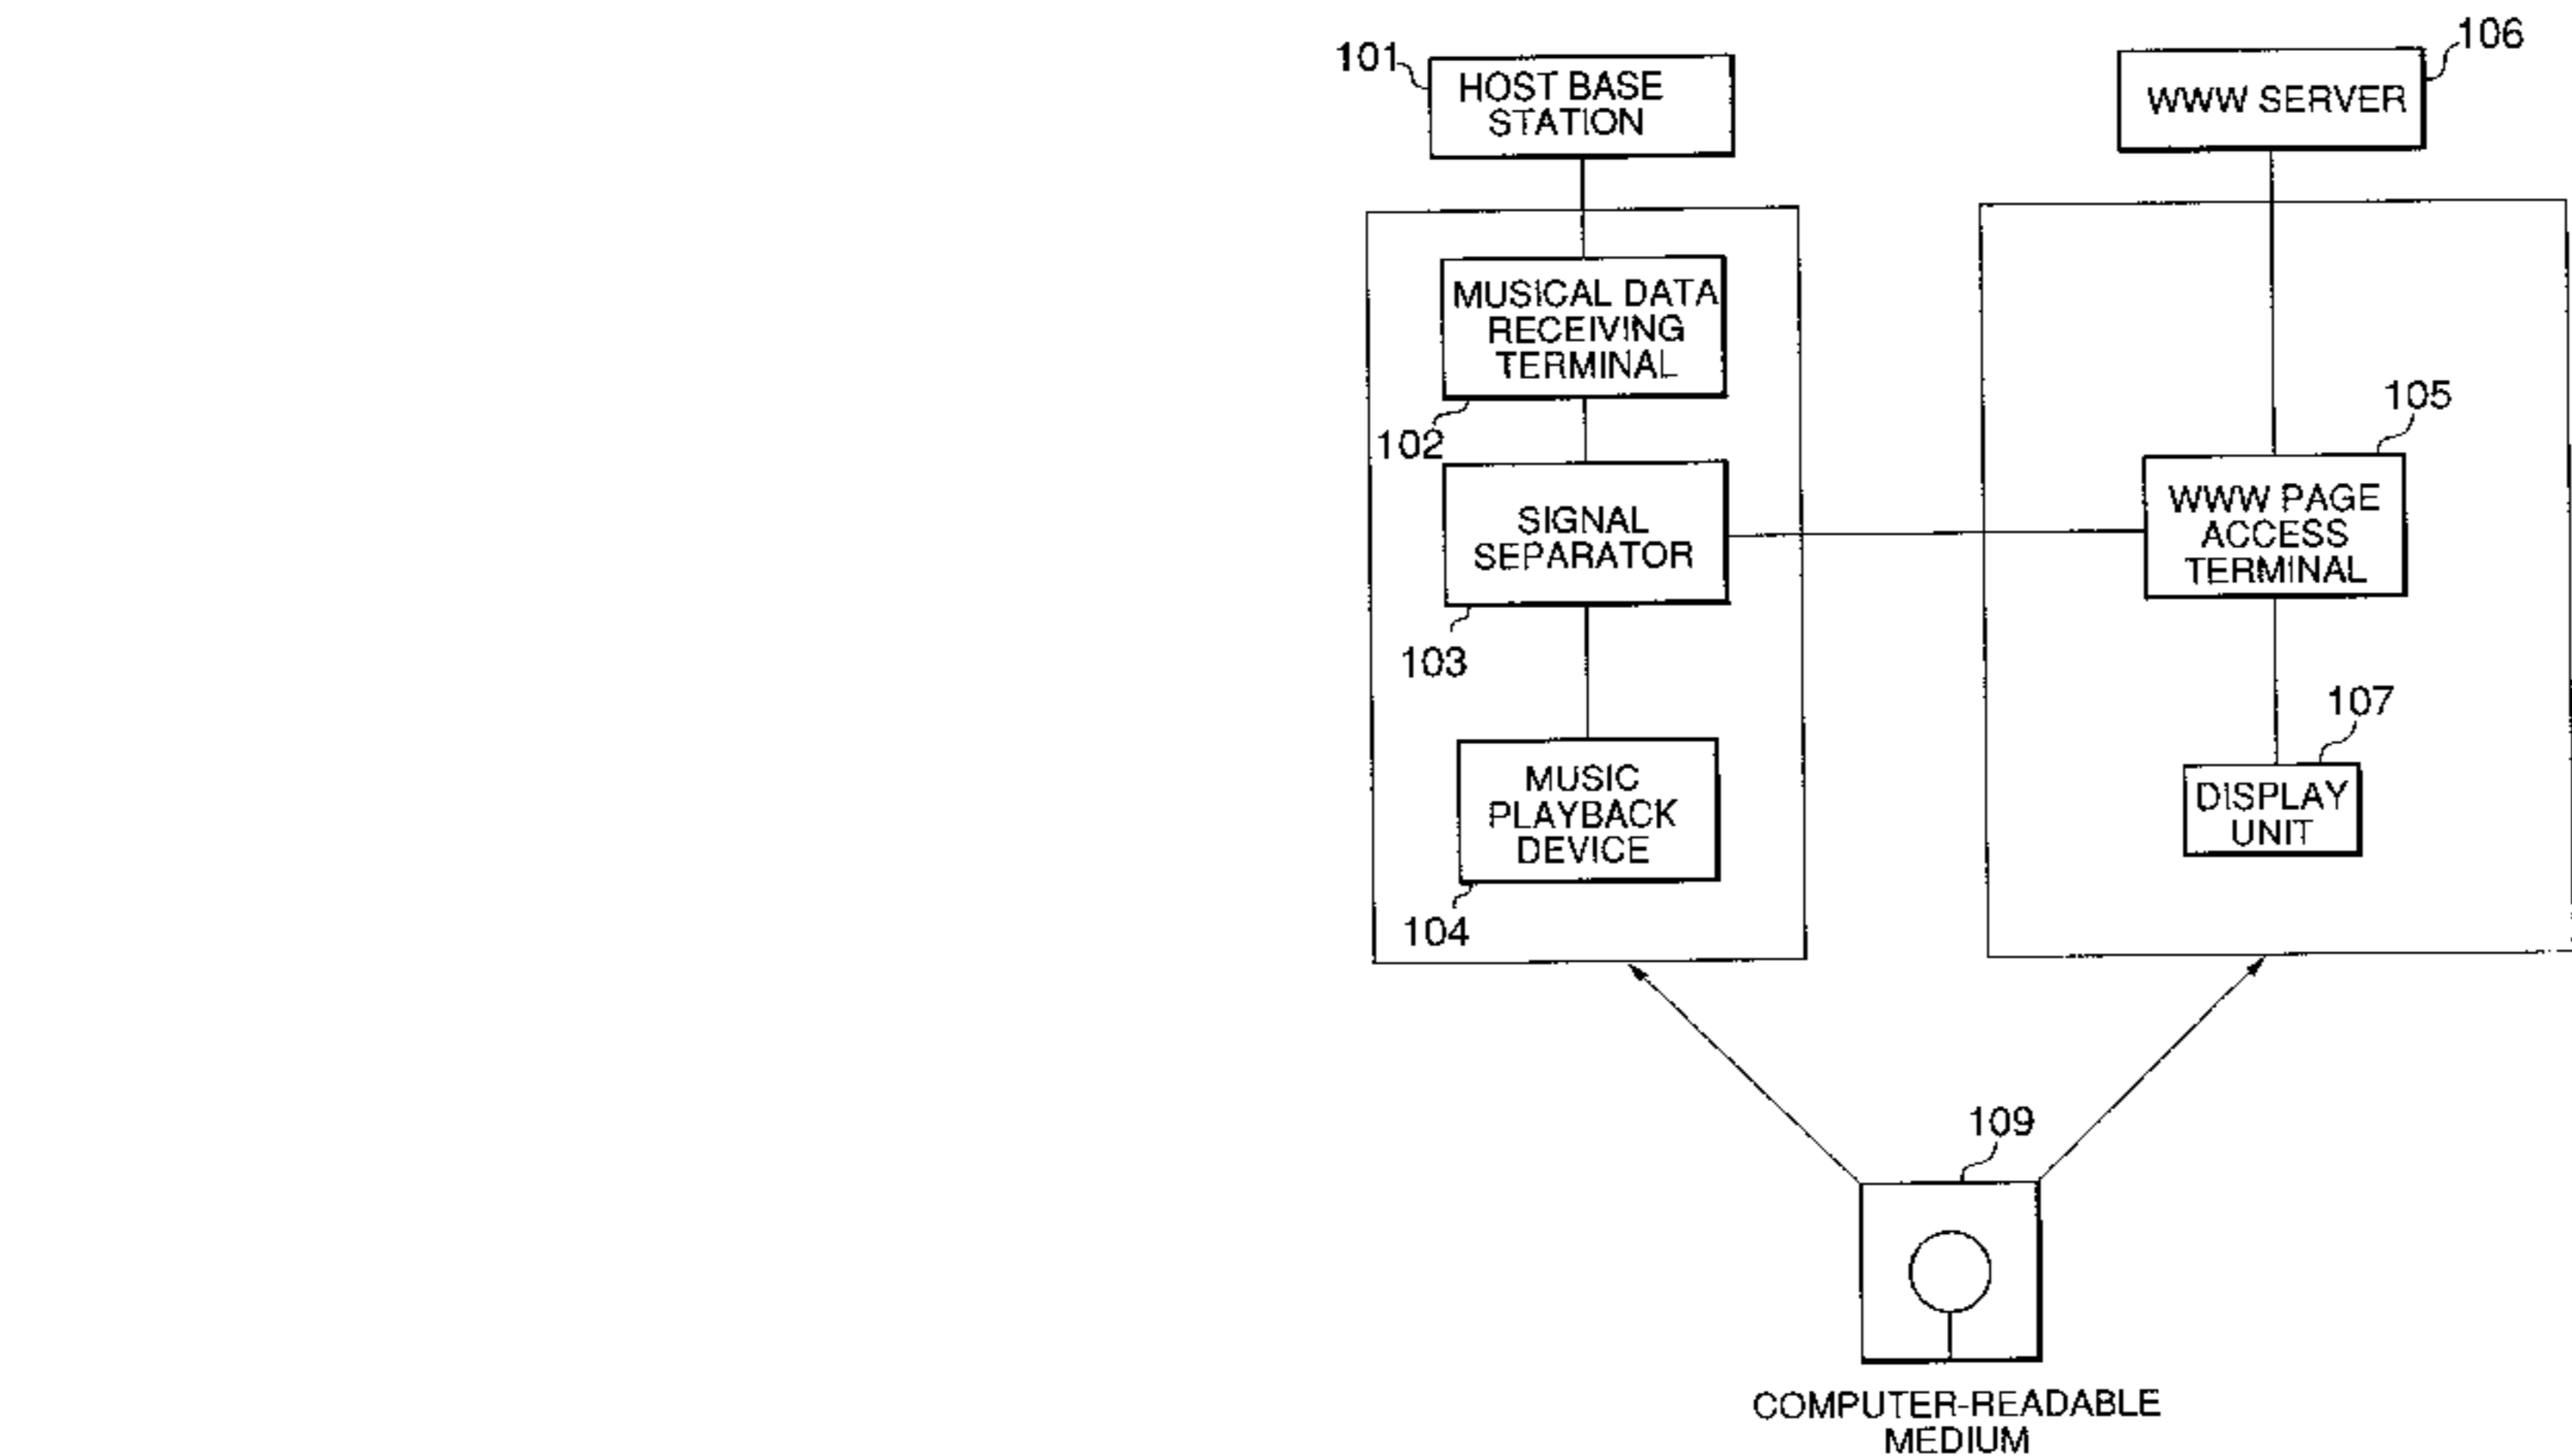 101
HOST BASE
STATION
106
WWW SERVER
MUSICAL DATA
RECEIVING
TERMINAL
102
SIGNAL
SEPARATOR
103
MUSIC
PLAYBACK
DEVICE
104
105
WWW PAGE
ACCESS
TERMINAL
107
DISPLAY
UNIT
109
COMPUTER-READABLE
MEDIUM